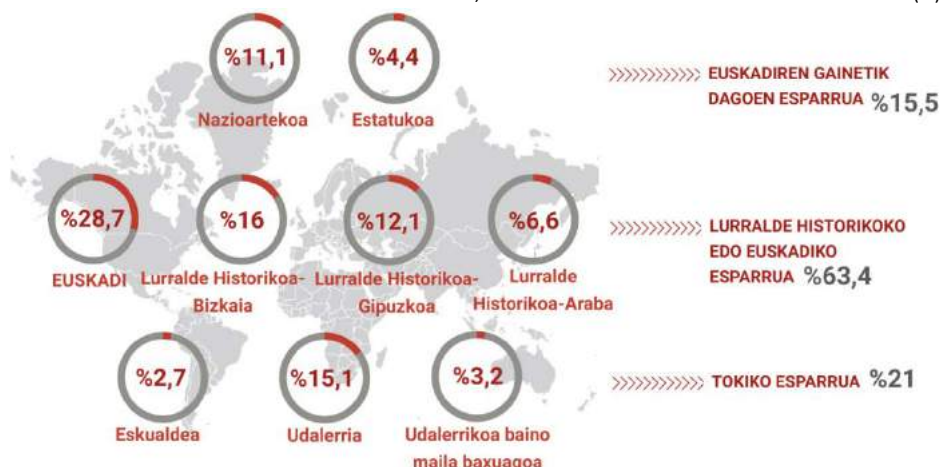 %11,1
Nazioartekoa
%4,4
Estatukoa
EUSKADIREN GAINETIK
DAGOEN ESPARRUA %15,5
%28,7
EUSKADI
%16
Lurralde Historikoa-
Bizkaia
%12,1
Lurralde Historikoa-
Gipuzkoa
%6,6
Lurralde
Historikoa-Araba
LURRALDE HISTORIKOKO
EDO EUSKADIKO
ESPARRUA %63,4
%2,7
Eskualdea
%15,1
Udalerria
%3,2
Udalerrikoa baino
maila baxuagoa
TOKIKO ESPARRUA %21